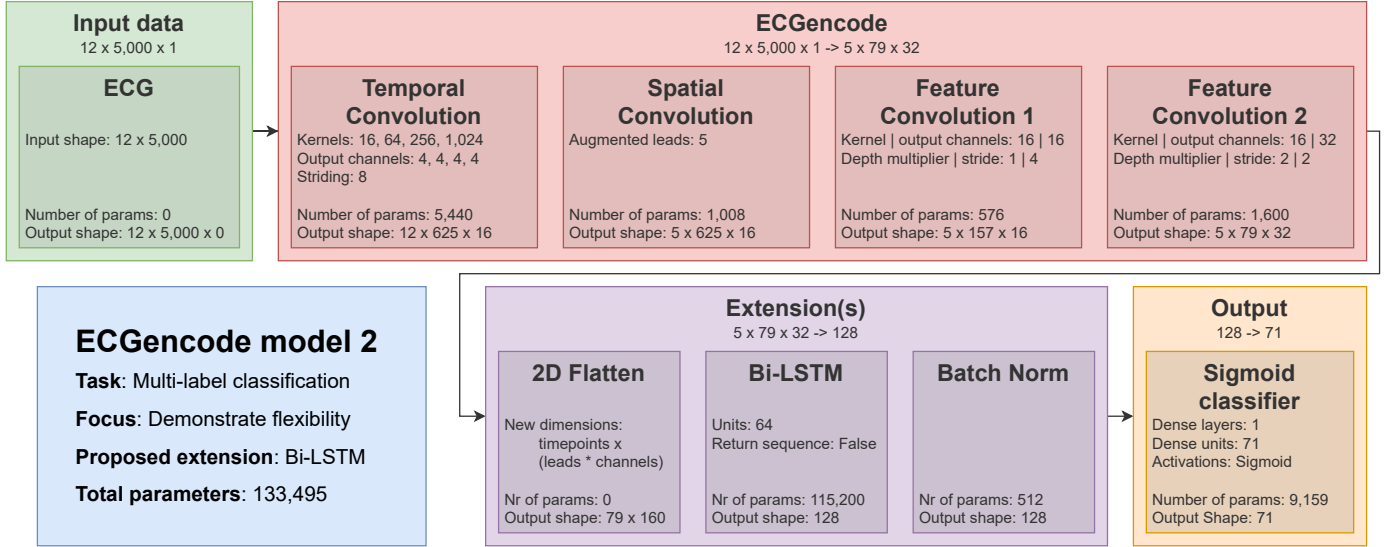 Input data
12 x 5,000 x 1
ECG
Input shape: 12 x 5,000
Number of params: 0
Output shape: 12 x 5,000 x 0
ECGencode
12 x 5,000 x 1 -> 5 x 79 x 32
Temporal
Convolution
Kernels: 16, 64, 256, 1,024
Output channels: 4, 4, 4, 4
Striding: 8
Number of params: 5,440
Output shape: 12 x 625 x 16
Spatial
Convolution
Augmented leads: 5
Number of params: 1,008
Output shape: 5 x 625 x 16
Feature
Convolution 1
Kernel | output channels: 16 | 16
Depth multiplier | stride: 1 | 4
Number of params: 576
Output shape: 5 x 157 x 16
Feature
Convolution 2
Kernel | output channels: 16 | 32
Depth multiplier | stride: 2 | 2
Number of params: 1,600
Output shape: 5 x 79 x 32
ECGencode model 2
Task: Multi-label classification
Focus: Demonstrate flexibility
Proposed extension: Bi-LSTM
Total parameters: 133,495
Extension(s)
5 x 79 x 32 -> 128
2D Flatten
New dimensions:
timepoints x
(leads * channels)
Nr of params: 0
Output shape: 79 x 160
Bi-LSTM
Units: 64
Return sequence: False
Nr of params: 115,200
Output shape: 128
Batch Norm
Nr of params: 512
Output shape: 128
Output
128 -> 71
Sigmoid
classifier
Dense layers: 1
Dense units: 71
Activations: Sigmoid
Number of params: 9,159
Output Shape: 71